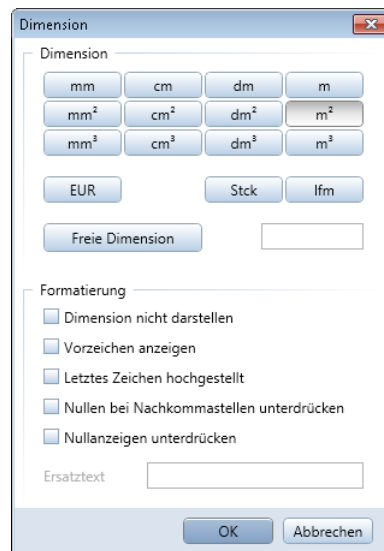 Dimension
Dimension
mm cm dm m
mm² cm² dm² m²
mm³ cm³ dm³ m³
EUR Stck lfm
Freie Dimension
Formatierung
Dimension nicht darstellen
Vorzeichen anzeigen
Letztes Zeichen hochgestellt
Nullen bei Nachkommastellen unterdrücken
Nullanzeigen unterdrücken
Ersatztext
OK Abbrechen